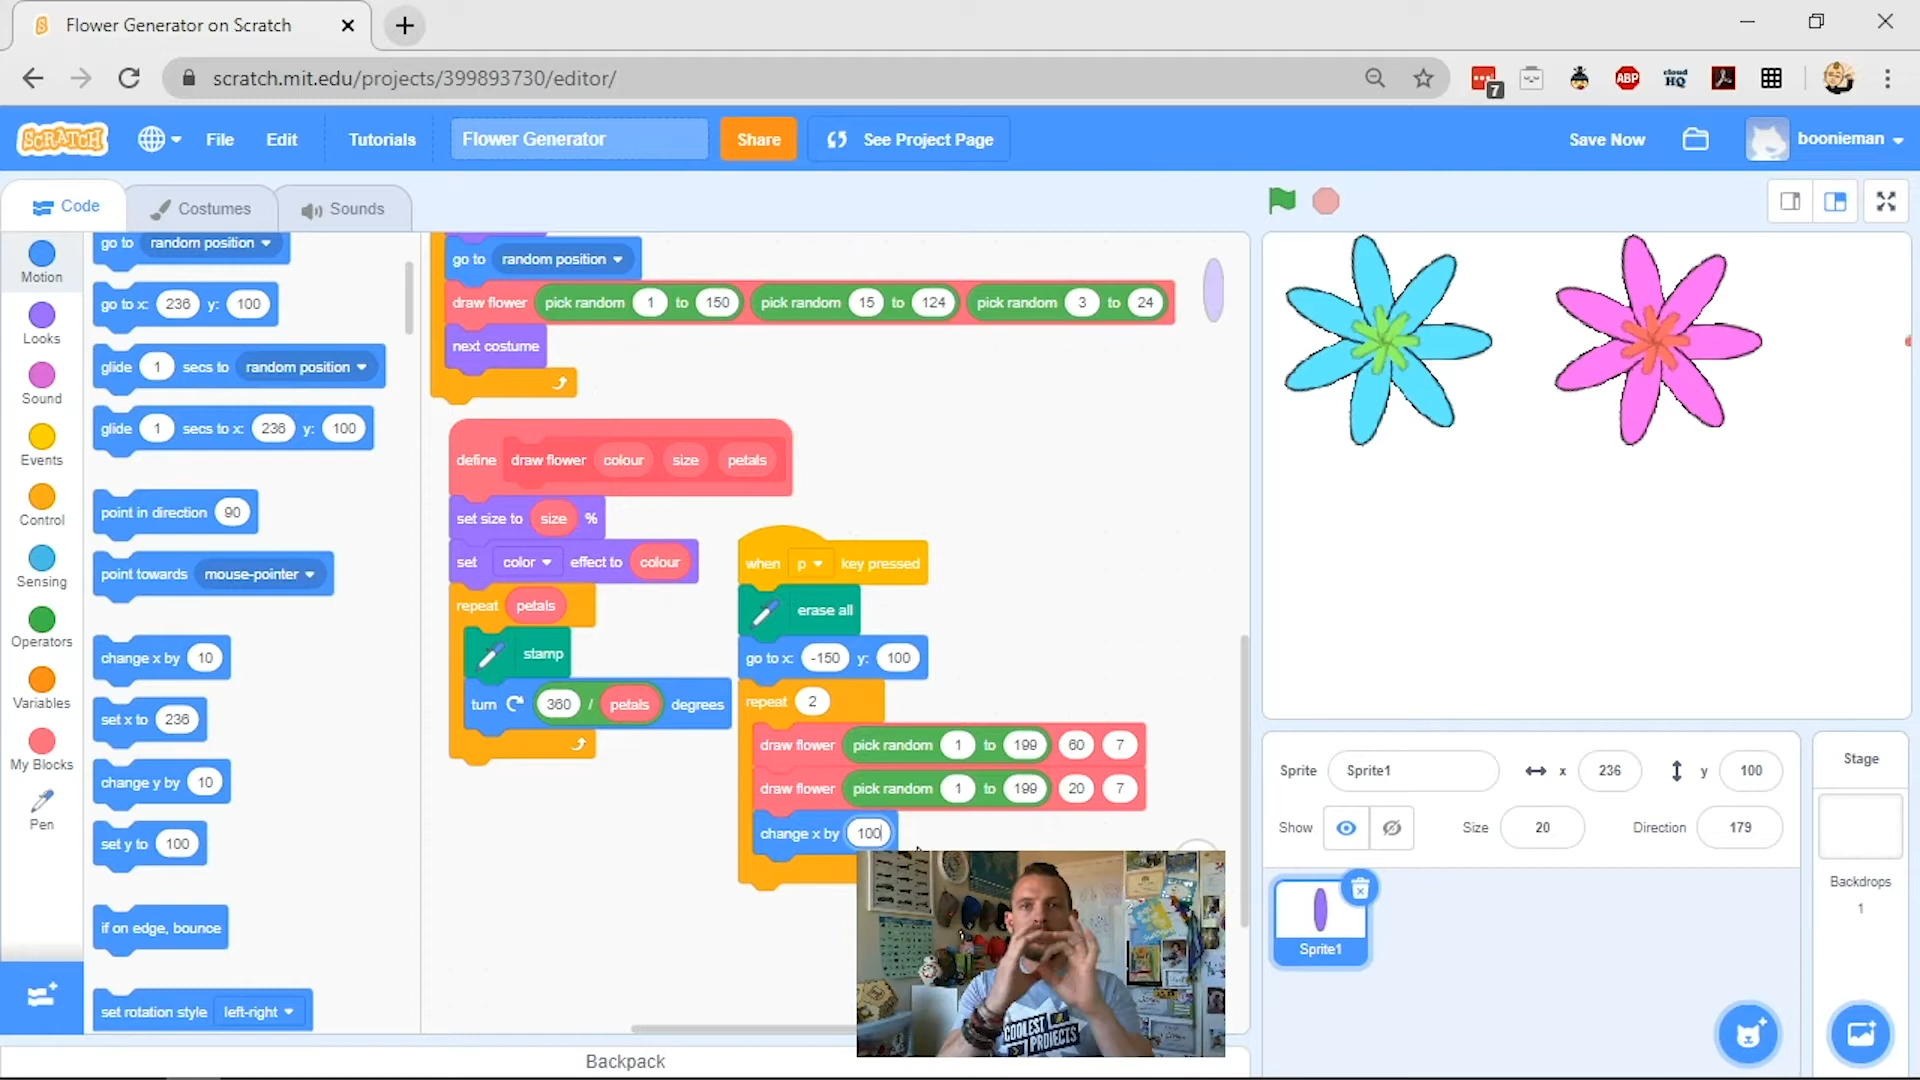 Flower Generator on Scratch
scratch.mit.edu/projects/399893730/editor/
7
ABP
cloud HQ
SCRATCH
File
Edit
Tutorials
Flower Generator
Share
See Project Page
Save Now
boonieman
Code
Costumes
Sounds
Motion
Looks
Sound
Events
Control
Sensing
Operators
Variables
My Blocks
Pen
go to random position
go to x: 236 y: 100
glide 1 secs to random position
glide 1 secs to x: 236 y: 100
point in direction 90
point towards mouse-pointer
change x by 10
set x to 236
change y by 10
set y to 100
if on edge, bounce
set rotation style left-right
go to random position
draw flower pick random 1 to 150 pick random 15 to 124 pick random 3 to 24
next costume
define draw flower colour size petals
set size to size %
set color effect to colour
repeat petals
stamp
turn 360 / petals degrees
when p key pressed
erase all
go to x: -150 y: 100
repeat 2
draw flower pick random 1 to 199 60 7
draw flower pick random 1 to 199 20 7
change x by 100
COOLEST
PROJECTS
Backpack
Sprite Sprite1 x 236 y 100
Show Size 20 Direction 179
Sprite1
Stage
Backdrops
1